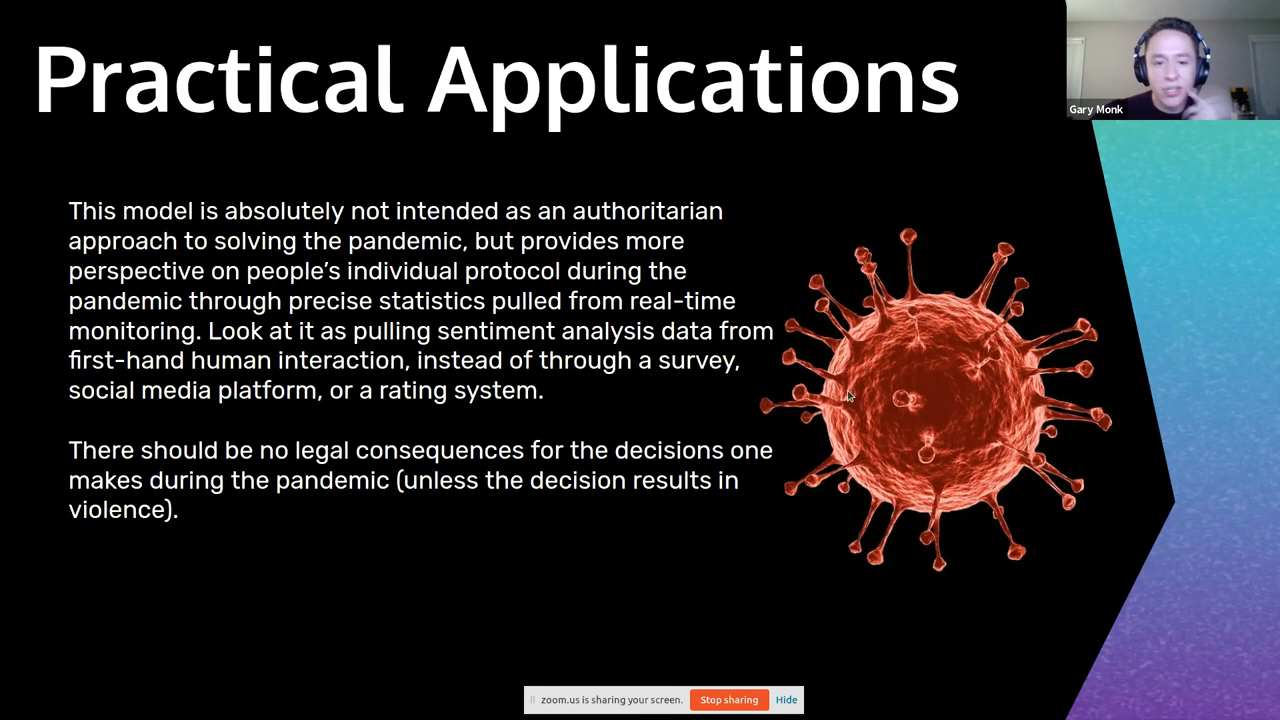 Practical Applications
Gary Monk
This model is absolutely not intended as an authoritarian
approach to solving the pandemic, but provides more
perspective on people’s individual protocol during the
pandemic through precise statistics pulled from real-time
monitoring. Look at it as pulling sentiment analysis data from
first-hand human interaction, instead of through a survey,
social media platform, or a rating system.
There should be no legal consequences for the decisions one
makes during the pandemic (unless the decision results in
violence).
zoom.us is sharing your screen. Stop sharing Hide